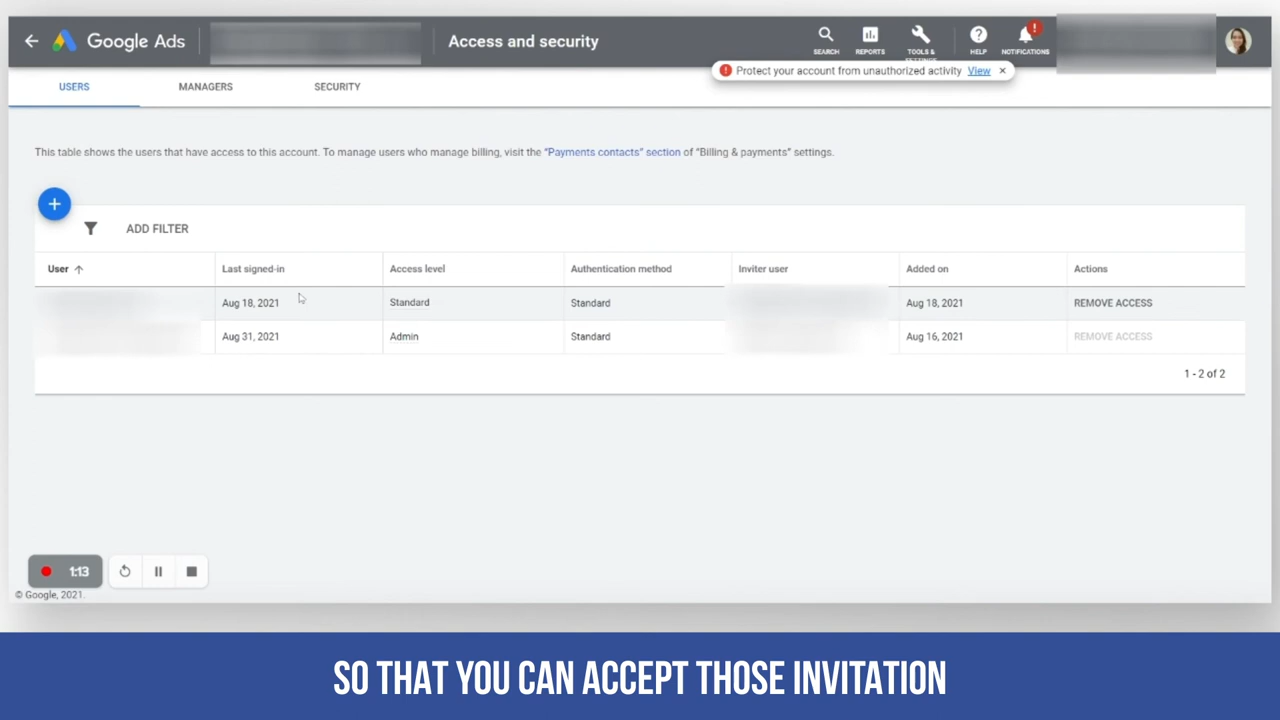 Google Ads
Access and security
SEARCH
REPORTS
TOOLS &
SETTINGS
HELP
NOTIFICATIONS
Protect your account from unauthorized activity View
USERS
MANAGERS
SECURITY
This table shows the users that have access to this account. To manage users who manage billing, visit the "Payments contacts" section of "Billing & payments" settings.
ADD FILTER
User Last signed-in Access level Authentication method Inviter user Added on Actions
Aug 18, 2021 Standard Standard Aug 18, 2021 REMOVE ACCESS
Aug 31, 2021 Admin Standard Aug 16, 2021 REMOVE ACCESS
1 - 2 of 2
1:13
© Google, 2021.
SO THAT YOU CAN ACCEPT THOSE INVITATION